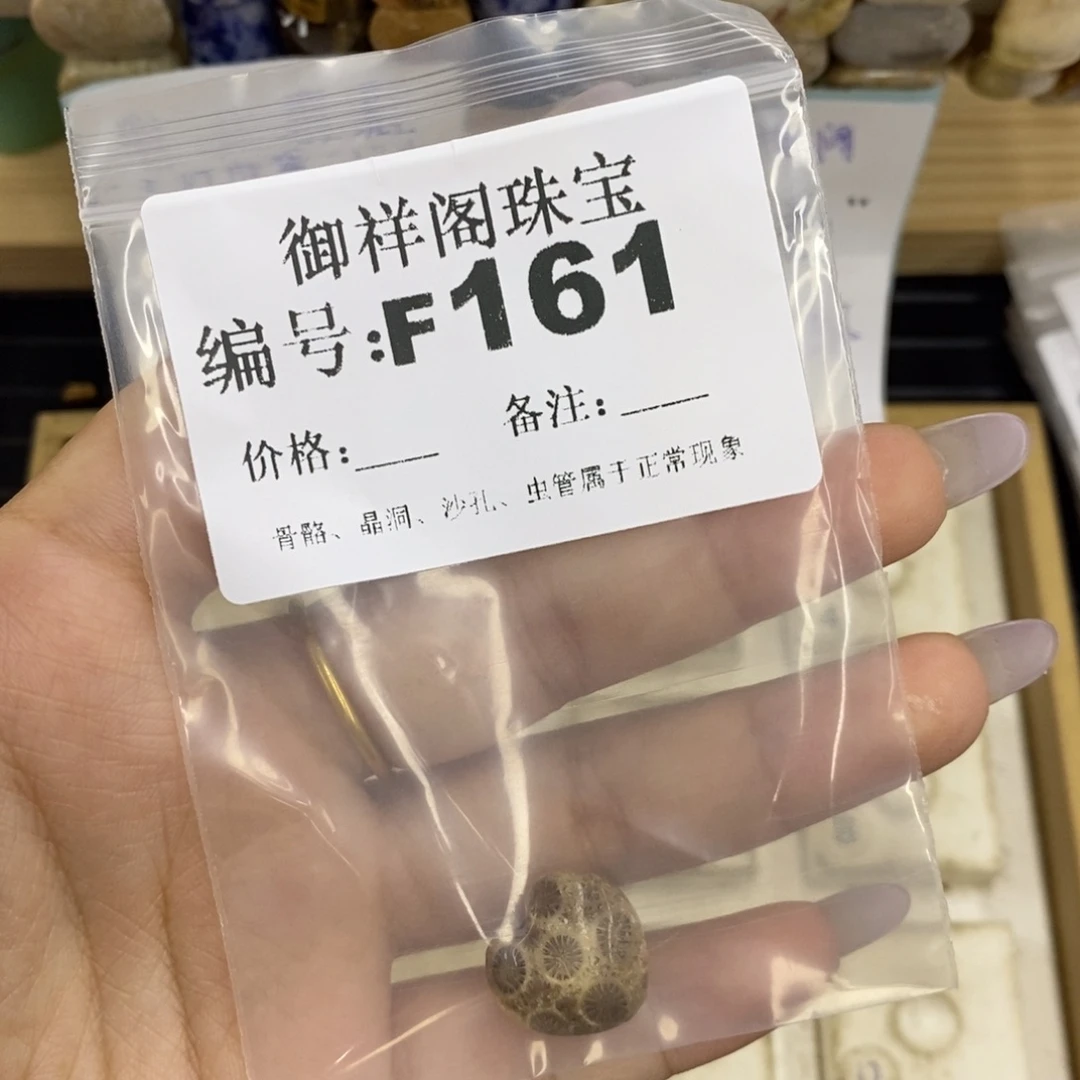 御祥阁珠宝
编号:F161
价格:____ 备注:____
骨骼、晶洞、沙孔、虫管属于正常现象